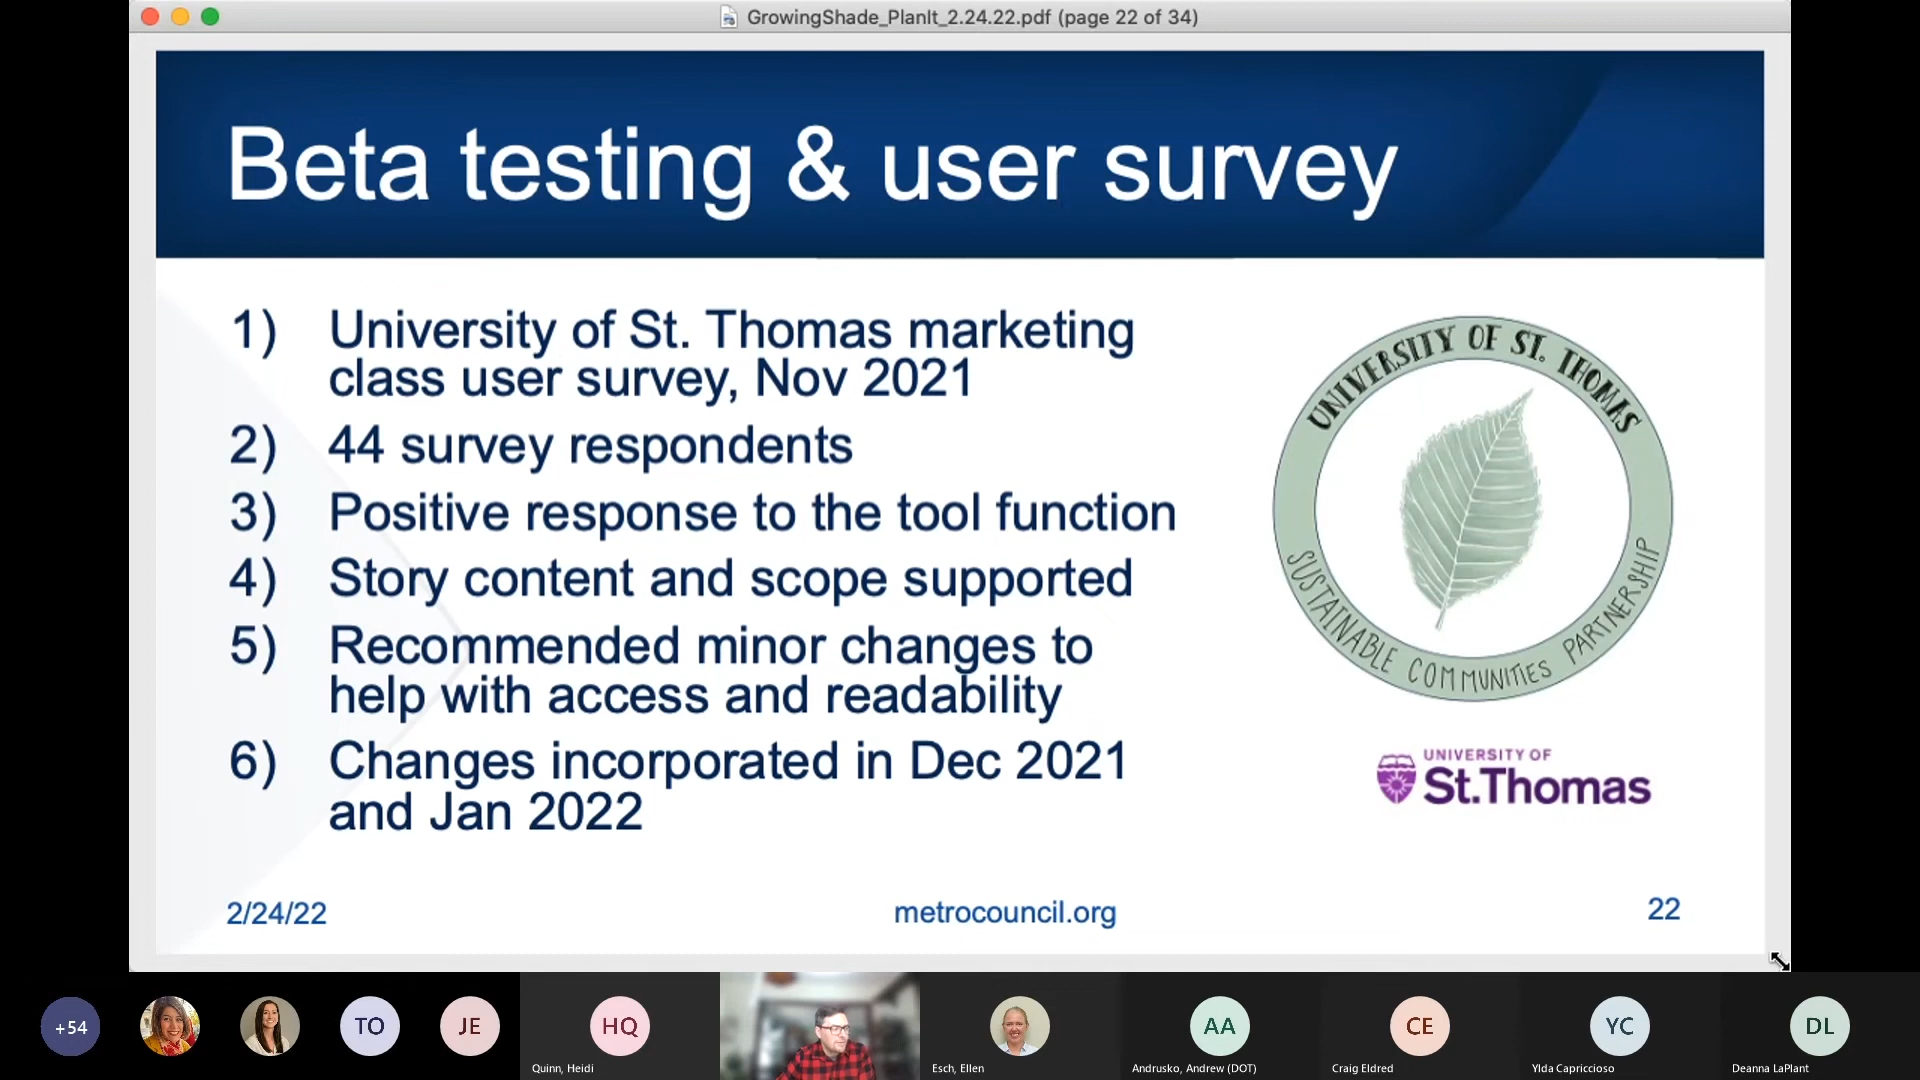 GrowingShade_PlanIt_2.24.22.pdf (page 22 of 34)
Beta testing & user survey
1) University of St. Thomas marketing
class user survey, Nov 2021
2) 44 survey respondents
3) Positive response to the tool function
4) Story content and scope supported
5) Recommended minor changes to
help with access and readability
6) Changes incorporated in Dec 2021
and Jan 2022
UNIVERSITY OF ST. THOMAS
SUSTAINABLE COMMUNITIES PARTNERSHIP
UNIVERSITY OF
St.Thomas
2/24/22
metrocouncil.org
22
+54
TO
JE
HQ
AA
CE
YC
DL
Quinn, Heidi
Esch, Ellen
Andrusko, Andrew (DOT)
Craig Eldred
Ylda Capriccioso
Deanna LaPlant